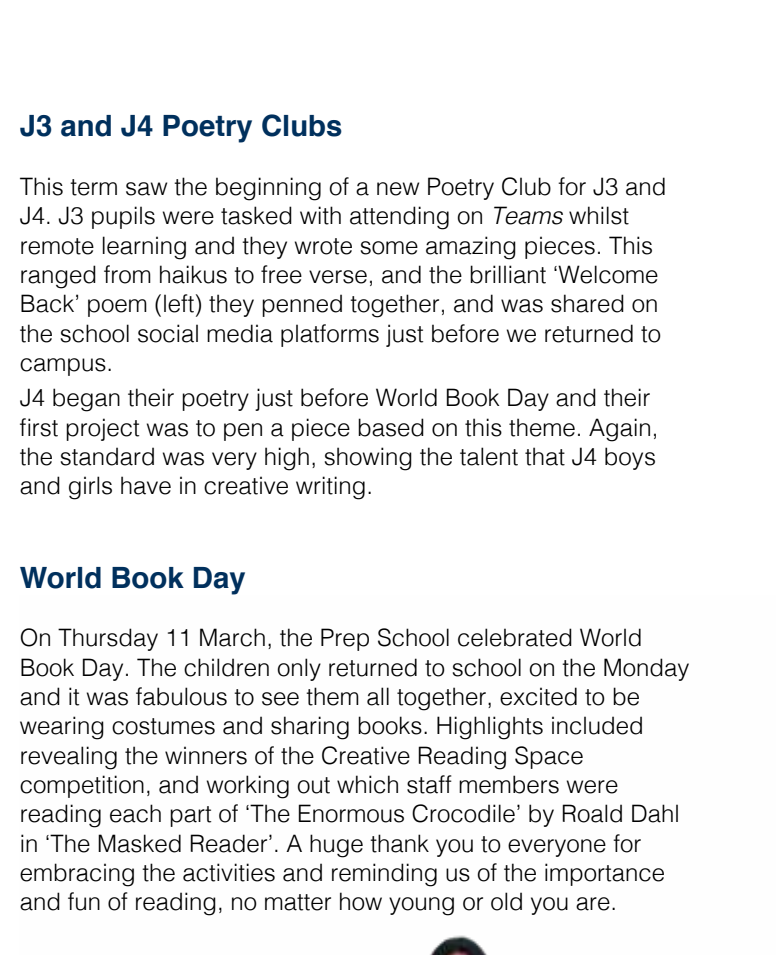 J3 and J4 Poetry Clubs
This term saw the beginning of a new Poetry Club for J3 and
J4. J3 pupils were tasked with attending on Teams whilst
remote learning and they wrote some amazing pieces. This
ranged from haikus to free verse, and the brilliant ‘Welcome
Back’ poem (left) they penned together, and was shared on
the school social media platforms just before we returned to
campus.
J4 began their poetry just before World Book Day and their
first project was to pen a piece based on this theme. Again,
the standard was very high, showing the talent that J4 boys
and girls have in creative writing.
World Book Day
On Thursday 11 March, the Prep School celebrated World
Book Day. The children only returned to school on the Monday
and it was fabulous to see them all together, excited to be
wearing costumes and sharing books. Highlights included
revealing the winners of the Creative Reading Space
competition, and working out which staff members were
reading each part of ‘The Enormous Crocodile’ by Roald Dahl
in ‘The Masked Reader’. A huge thank you to everyone for
embracing the activities and reminding us of the importance
and fun of reading, no matter how young or old you are.